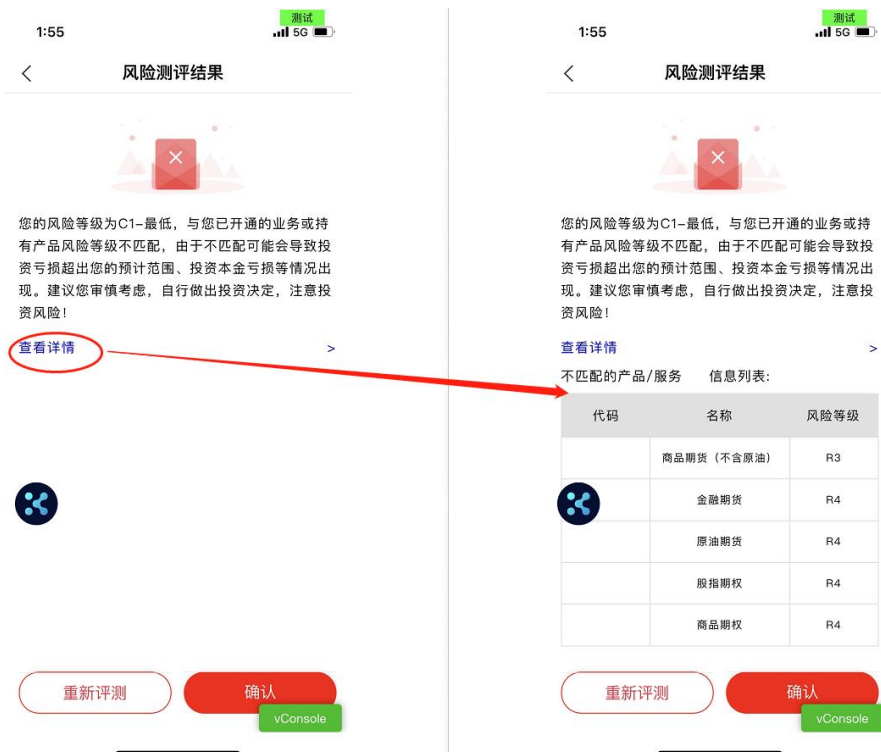 测试
1:55
5G
风险测评结果
您的风险等级为C1-最低，与您已开通的业务或持
有产品风险等级不匹配，由于不匹配可能会导致投
资亏损超出您的预计范围、投资本金亏损等情况出
现。建议您审慎考虑，自行做出投资决定，注意投
资风险！
查看详情 >
重新评测 确认
vConsole
测试
1:55
5G
风险测评结果
您的风险等级为C1-最低，与您已开通的业务或持
有产品风险等级不匹配，由于不匹配可能会导致投
资亏损超出您的预计范围、投资本金亏损等情况出
现。建议您审慎考虑，自行做出投资决定，注意投
资风险！
查看详情 >
不匹配的产品/服务 信息列表:
代码 名称 风险等级
商品期货（不含原油） R3
金融期货 R4
原油期货 R4
股指期权 R4
商品期权 R4
重新评测 确认
vConsole